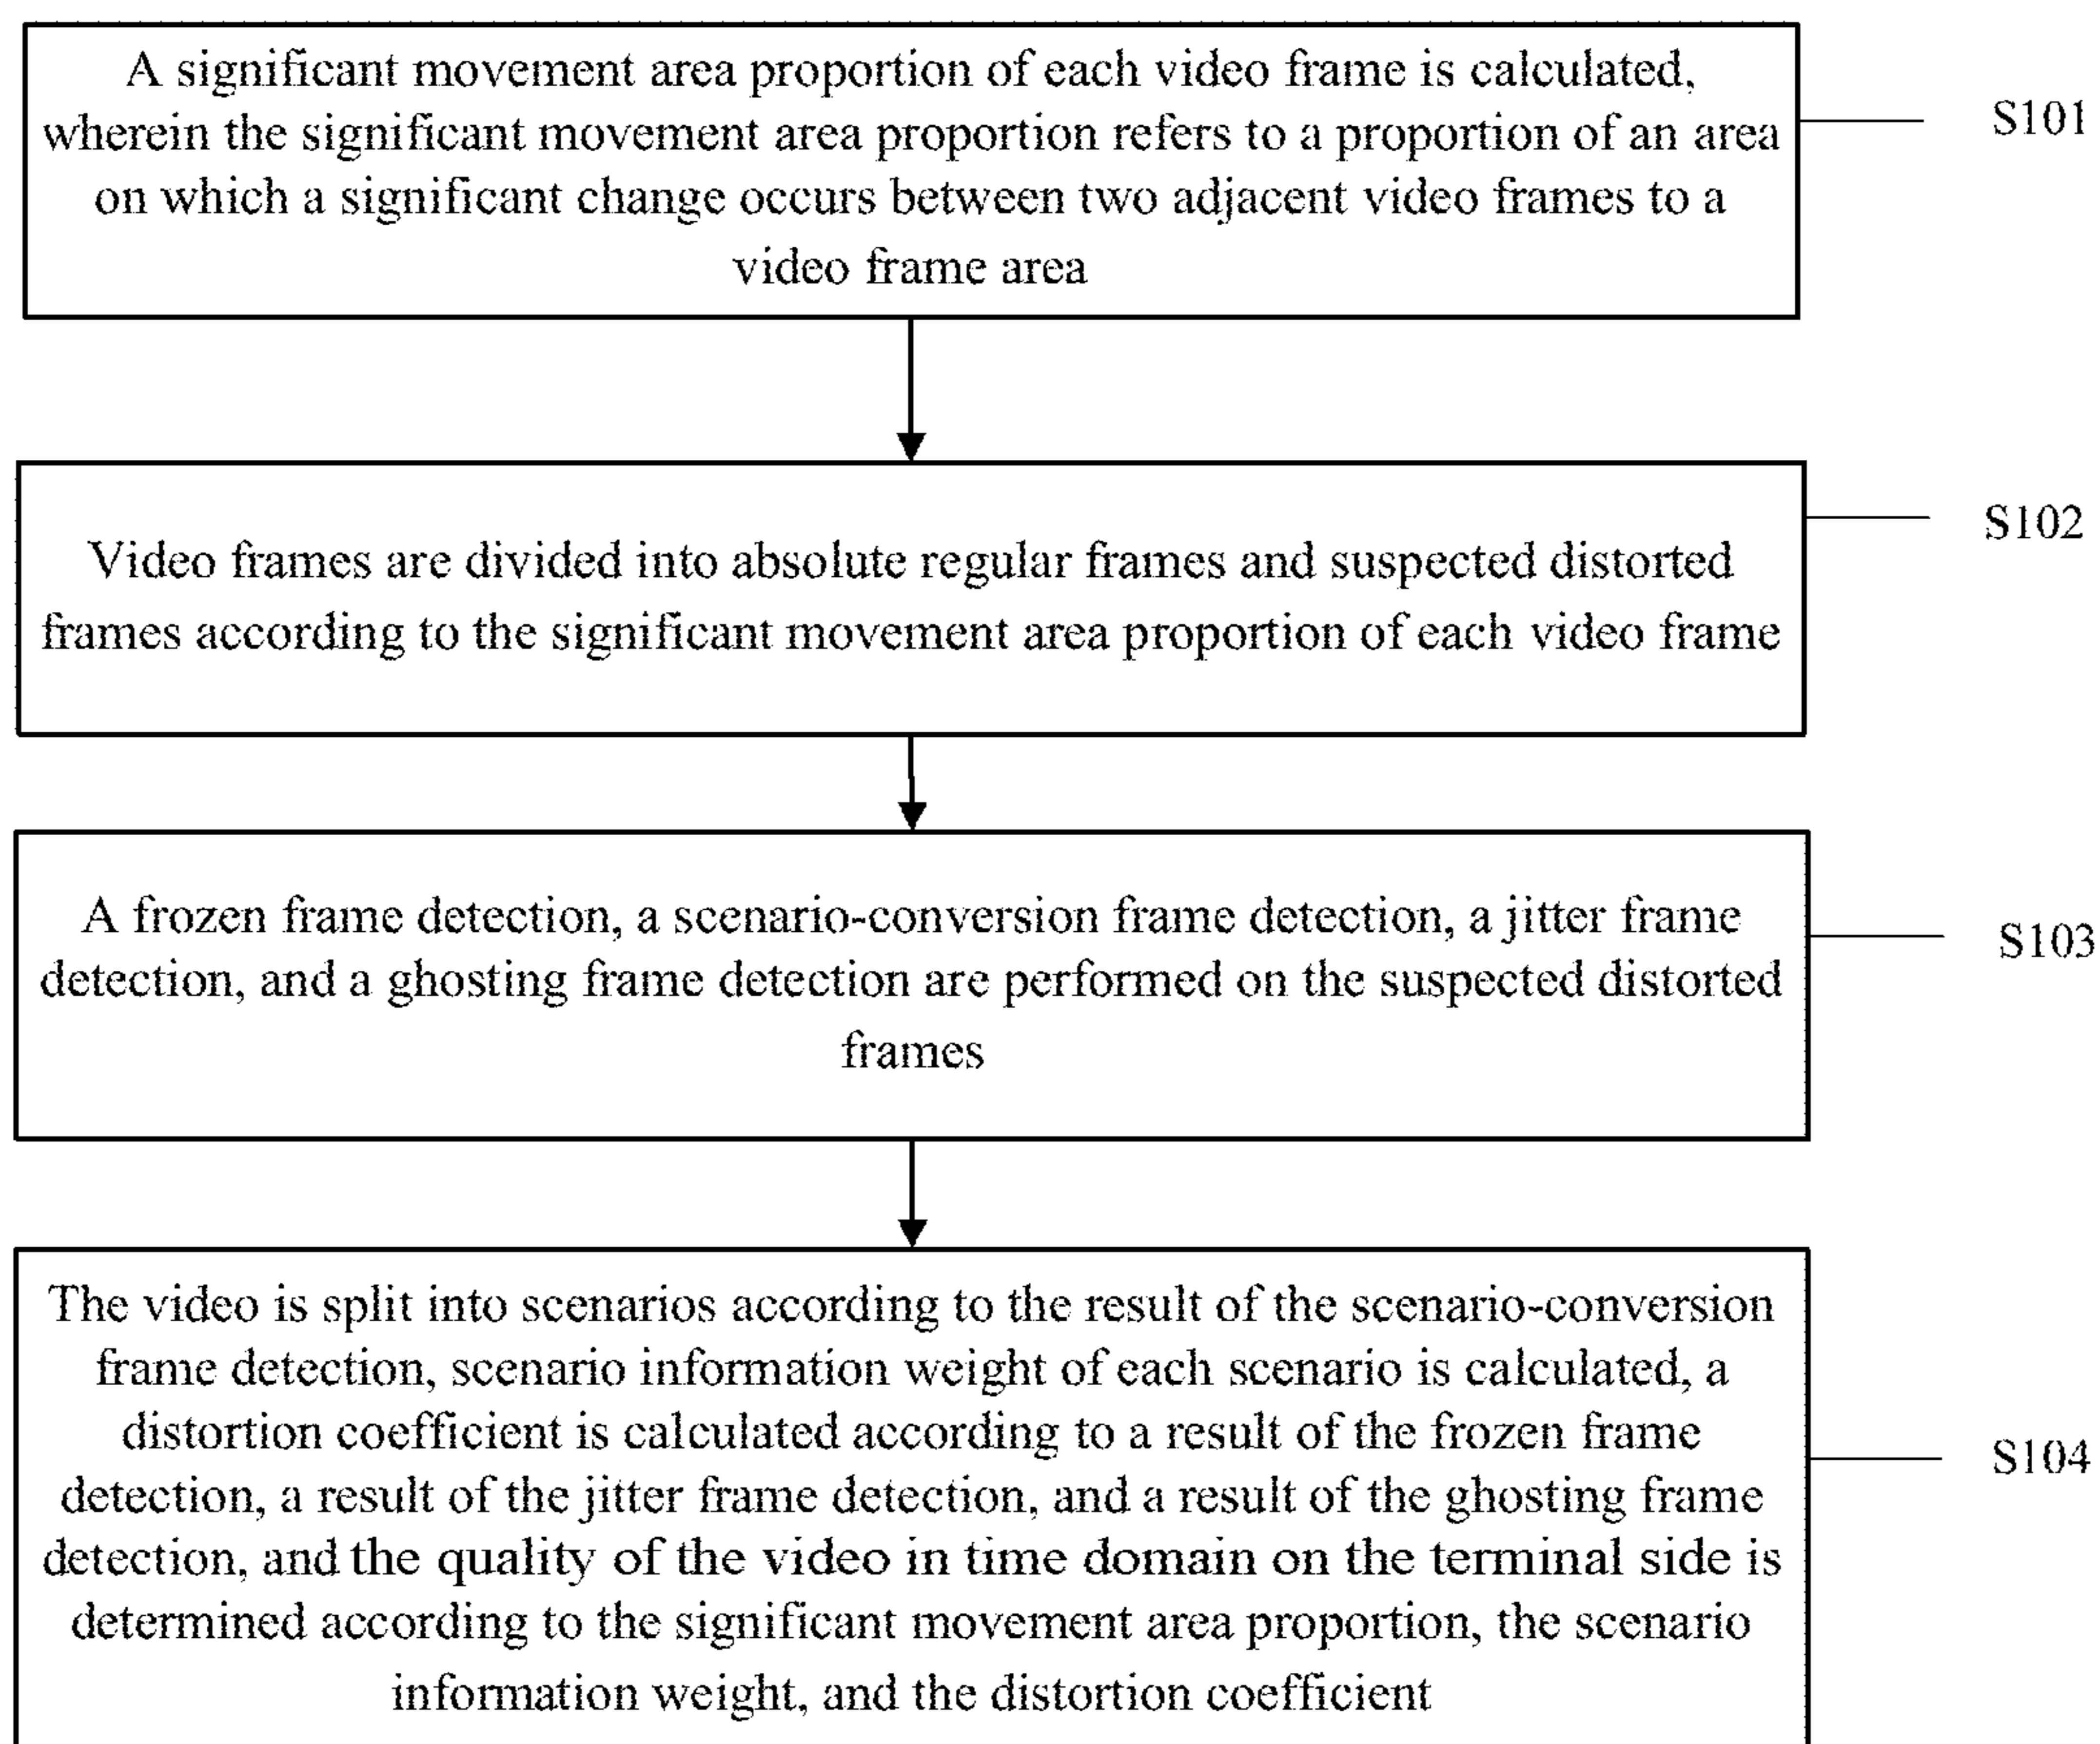 A significant movement area proportion of each video frame is calculated,
wherein the significant movement area proportion refers to a proportion of an area
on which a significant change occurs between two adjacent video frames to a
video frame area
S101
Video frames are divided into absolute regular frames and suspected distorted
frames according to the significant movement area proportion of each video frame
S102
A frozen frame detection, a scenario-conversion frame detection, a jitter frame
detection, and a ghosting frame detection are performed on the suspected distorted
frames
S103
The video is split into scenarios according to the result of the scenario-conversion
frame detection, scenario information weight of each scenario is calculated, a
distortion coefficient is calculated according to a result of the frozen frame
detection, a result of the jitter frame detection, and a result of the ghosting frame
detection, and the quality of the video in time domain on the terminal side is
determined according to the significant movement area proportion, the scenario
information weight, and the distortion coefficient
S104